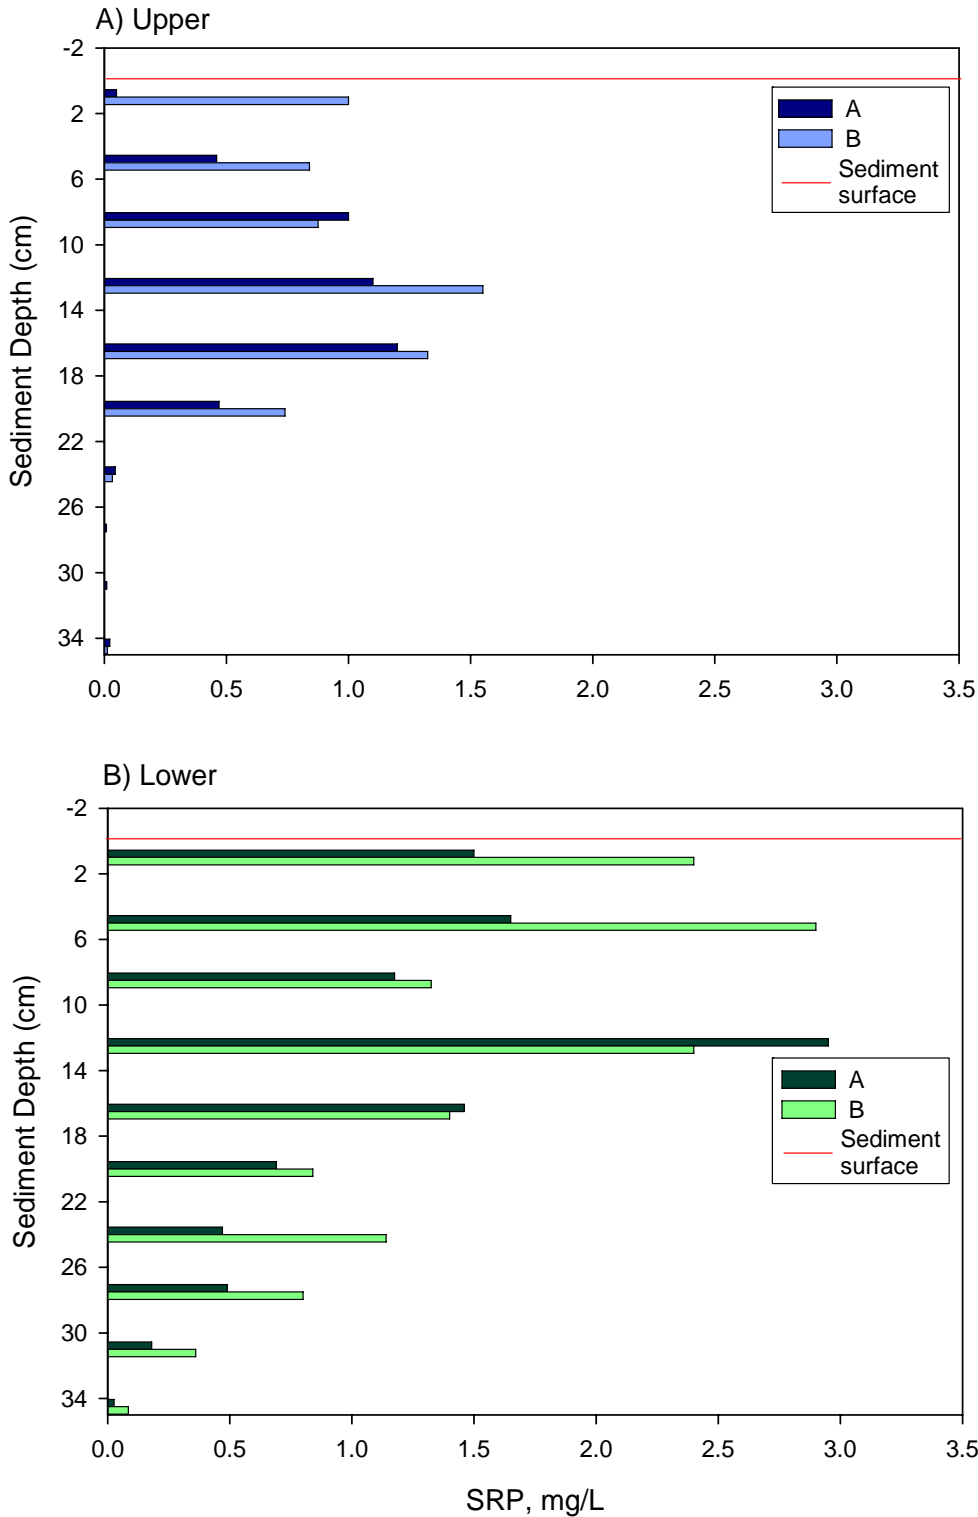 A) Upper
-2
2
6
10
14
18
22
26
30
34
Sediment Depth (cm)
A
B
Sediment
surface
0.0 0.5 1.0 1.5 2.0 2.5 3.0 3.5
B) Lower
-2
2
6
10
14
18
22
26
30
34
Sediment Depth (cm)
A
B
Sediment
surface
0.0 0.5 1.0 1.5 2.0 2.5 3.0 3.5
SRP, mg/L